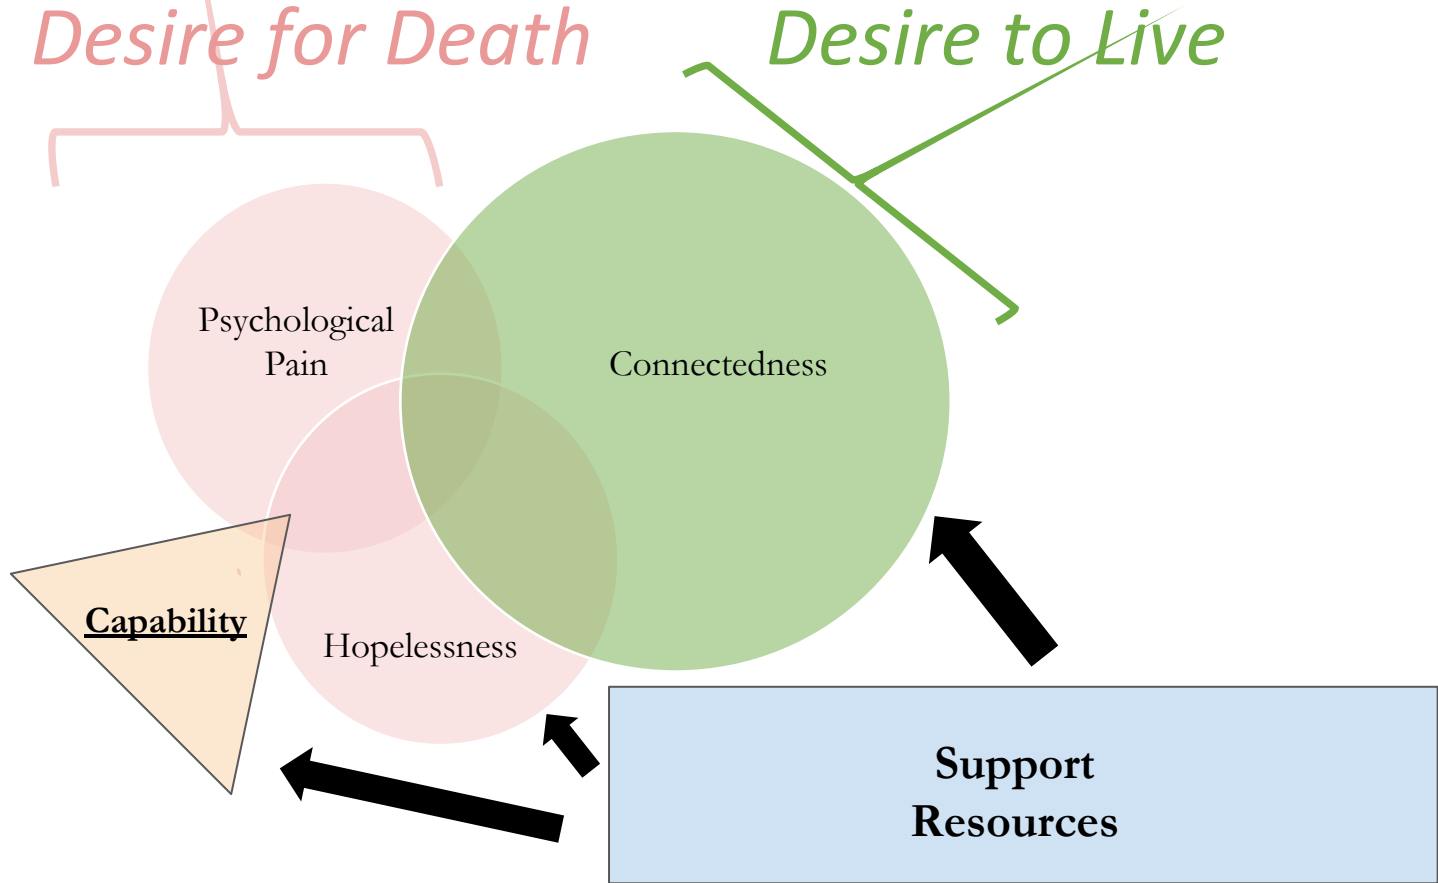 Desire for Death
Desire to Live
Psychological
Pain
Connectedness
Capability
Hopelessness
Support
Resources